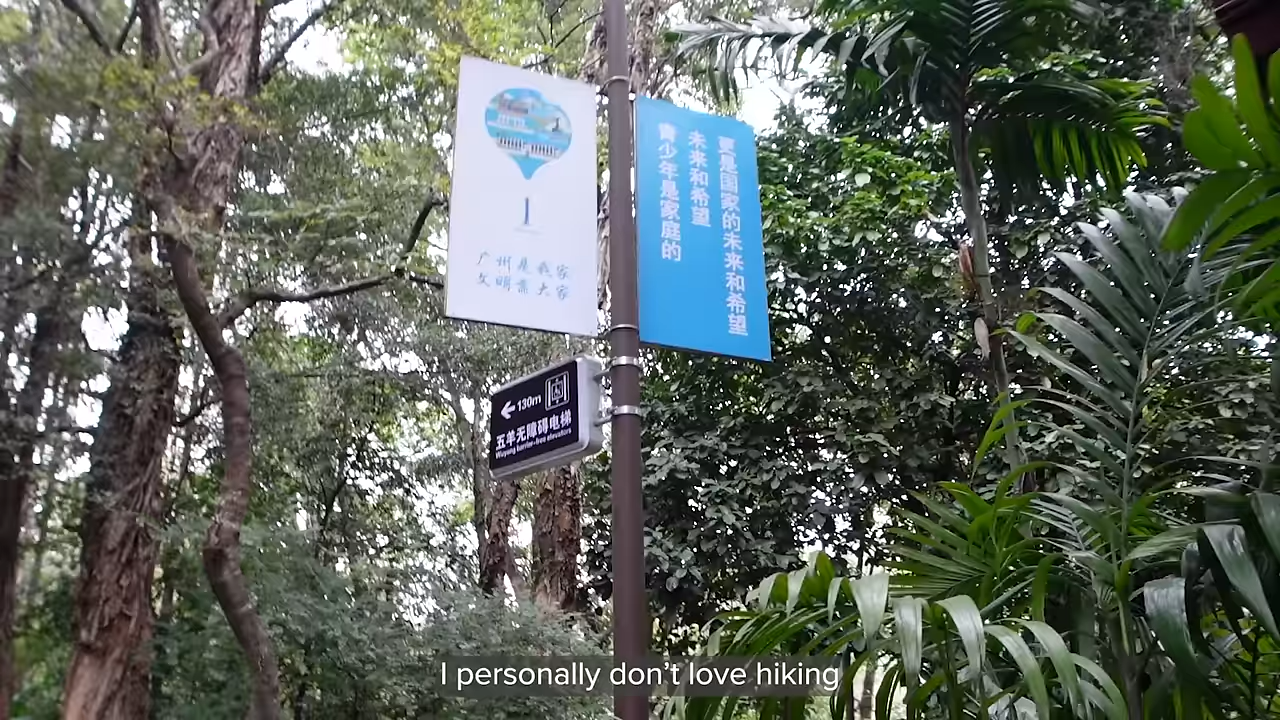 广州是我家
文明靠大家
青少年是家庭的
未来和希望
更是国家的未来和希望
130m
五羊无障碍电梯
Wuyang barrier-free elevators
I personally don't love hiking